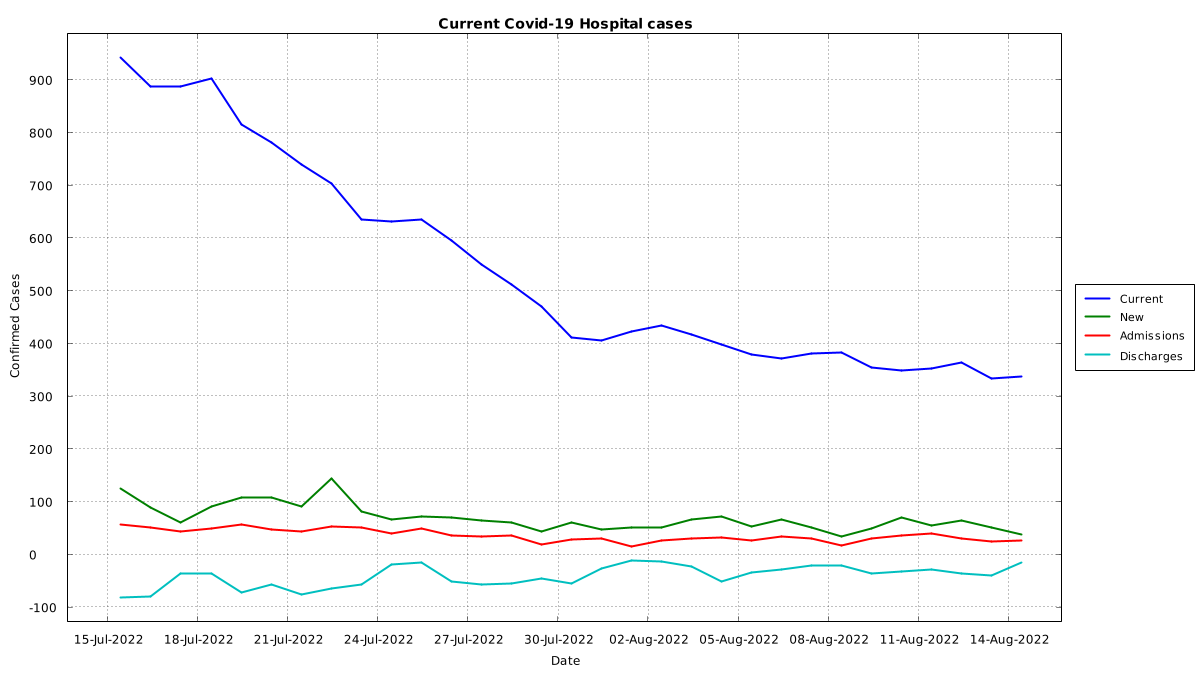 Current Covid-19 Hospital cases
900
800
700
600
500
400
300
200
100
0
-100
Confirmed Cases
15-Jul-2022 18-Jul-2022 21-Jul-2022 24-Jul-2022 27-Jul-2022 30-Jul-2022 02-Aug-2022 05-Aug-2022 08-Aug-2022 11-Aug-2022 14-Aug-2022
Date
Current
New
Admissions
Discharges